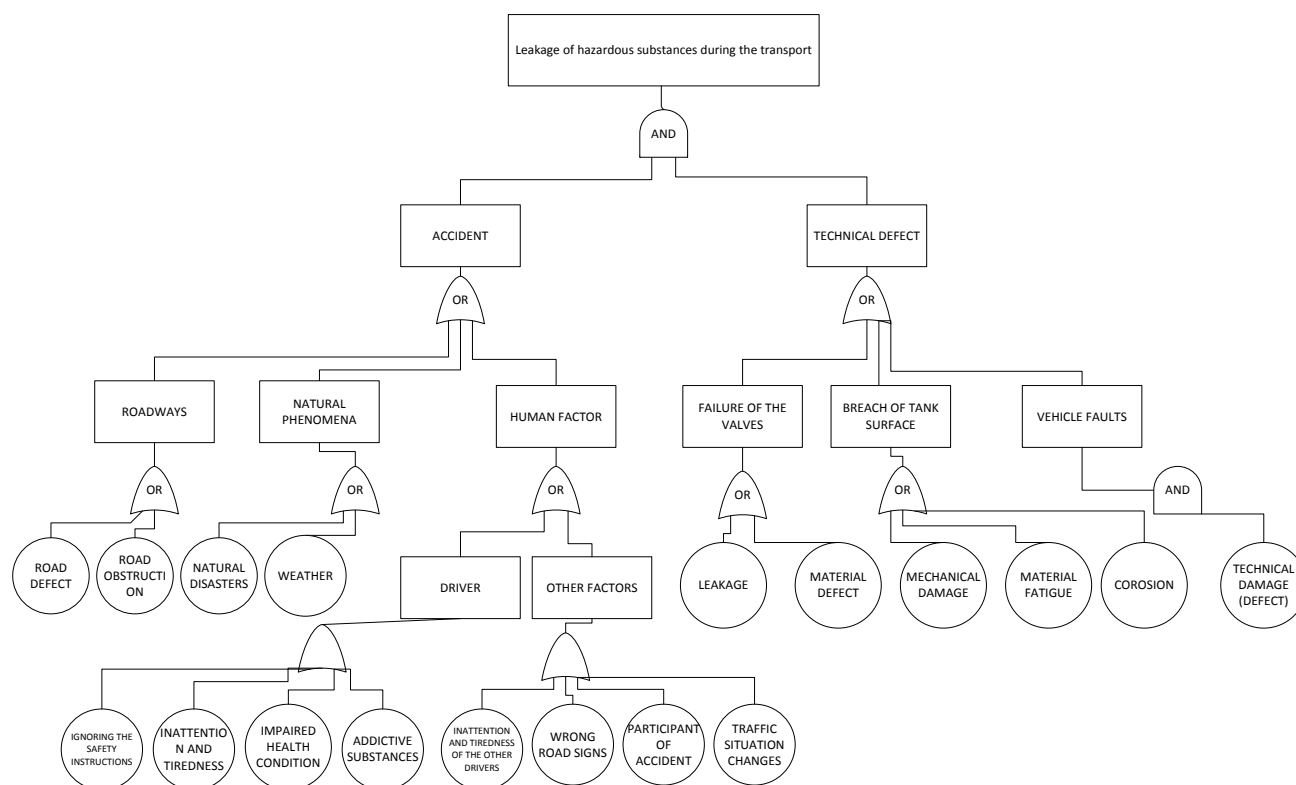 Leakage of hazardous substances during the transport
AND
ACCIDENT
TECHNICAL DEFECT
OR
OR
ROADWAYS
NATURAL
PHENOMENA
HUMAN FACTOR
FAILURE OF THE
VALVES
BREACH OF TANK
SURFACE
VEHICLE FAULTS
OR
OR
OR
OR
OR
AND
ROAD
DEFECT
ROAD
OBSTRUCTI
ON
NATURAL
DISASTERS
WEATHER
DRIVER
OTHER FACTORS
LEAKAGE
MATERIAL
DEFECT
MECHANICAL
DAMAGE
MATERIAL
FATIGUE
COROSION
TECHNICAL
DAMAGE
(DEFECT)
IGNORING THE
SAFETY
INSTRUCTIONS
INATTENTIO
N AND
TIREDNESS
IMPAIRED
HEALTH
CONDITION
ADDICTIVE
SUBSTANCES
INATTENTION
AND TIREDNESS
OF THE OTHER
DRIVERS
WRONG
ROAD SIGNS
PARTICIPANT
OF
ACCIDENT
TRAFFIC
SITUATION
CHANGES